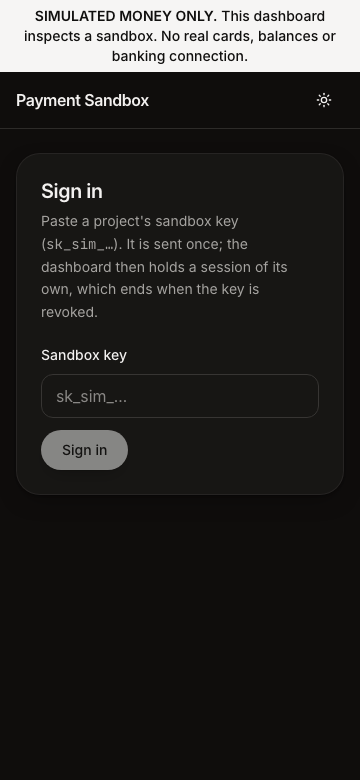 SIMULATED MONEY ONLY. This dashboard
inspects a sandbox. No real cards, balances or
banking connection.
Payment Sandbox
Sign in
Paste a project's sandbox key
(sk_sim_…). It is sent once; the
dashboard then holds a session of its
own, which ends when the key is
revoked.
Sandbox key
sk_sim_...
Sign in